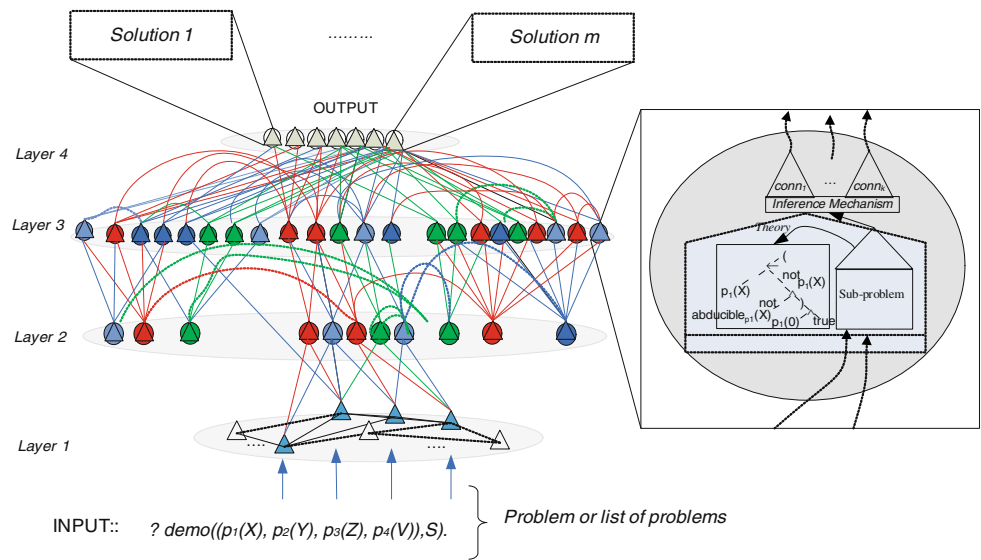 Solution 1
.........
Solution m
OUTPUT
Layer 4
Layer 3
Layer 2
Layer 1
....
....
INPUT::
? demo((p₁(X), p₂(Y), p₃(Z), p₄(V)),S).
Problem or list of problems
conn₁
...
connₖ
Inference Mechanism
Theory
(
not
p₁(X)
p₁(X)
not
)
abducible
p₁(X)
p₁(0)
true
Sub-problem